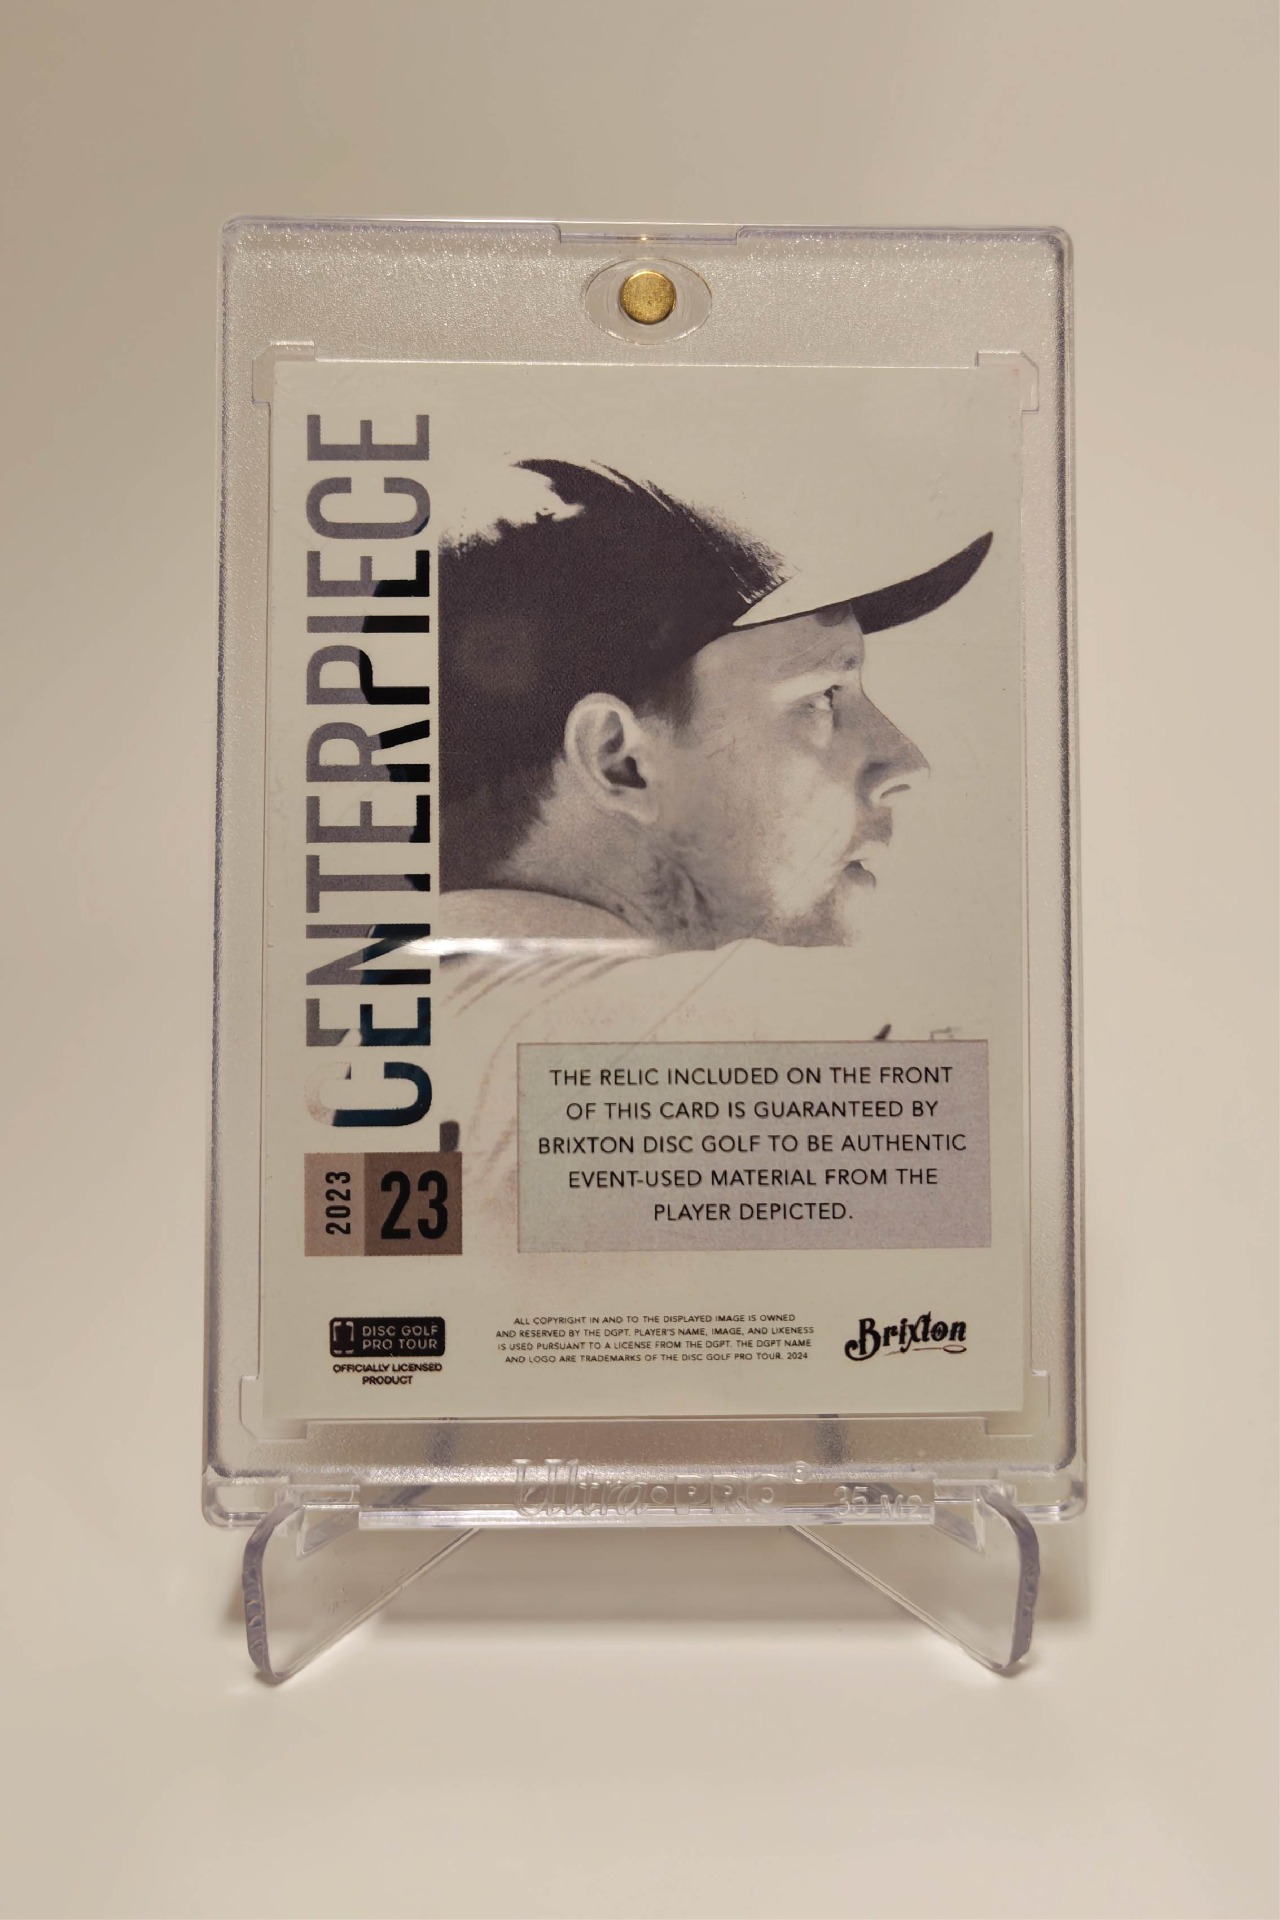 CENTERPIECE
2023
23
THE RELIC INCLUDED ON THE FRONT
OF THIS CARD IS GUARANTEED BY
BRIXTON DISC GOLF TO BE AUTHENTIC
EVENT-USED MATERIAL FROM THE
PLAYER DEPICTED.
DISC GOLF
PRO TOUR
OFFICIALLY LICENSED
PRODUCT
ALL COPYRIGHT IN AND TO THE DISPLAYED IMAGE IS OWNED
AND RESERVED BY THE DGPT. PLAYER'S NAME, IMAGE, AND LIKENESS
IS USED PURSUANT TO A LICENSE FROM THE DGPT. THE DGPT NAME
AND LOGO ARE TRADEMARKS OF THE DISC GOLF PRO TOUR. 2024
Brixton
Ultra•PRO® 35 M2